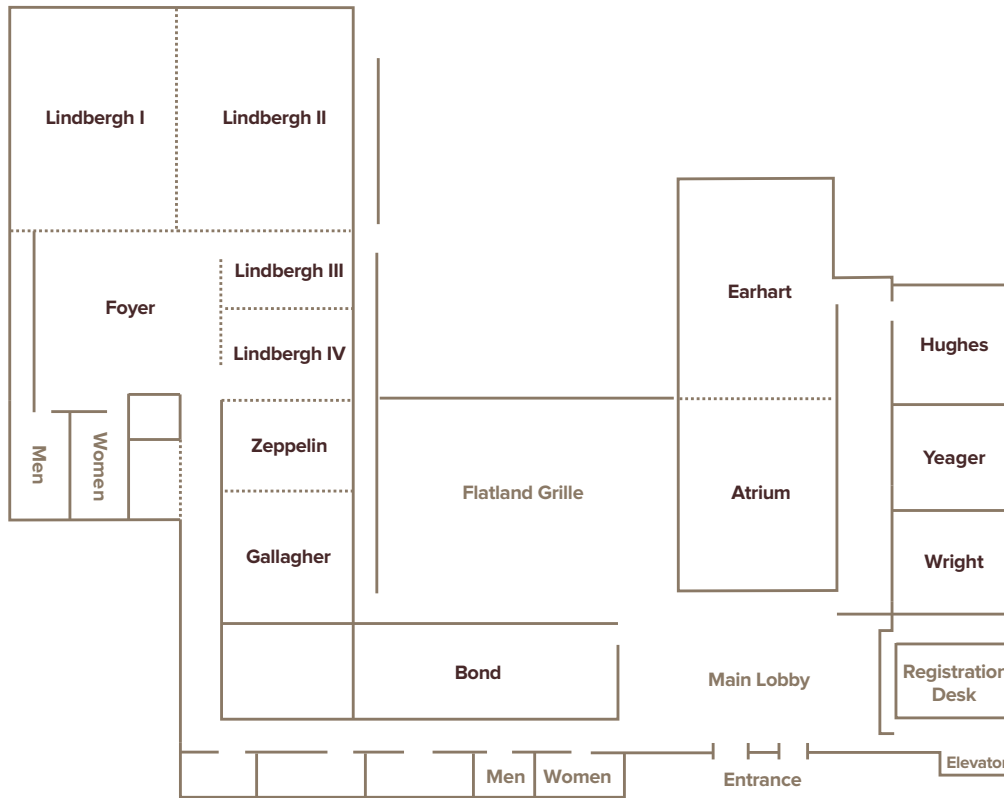 Lindbergh I
Lindbergh II
Lindbergh III
Foyer
Lindbergh IV
Earhart
Hughes
Men
Women
Zeppelin
Flatland Grille
Atrium
Yeager
Gallagher
Wright
Bond
Main Lobby
Registration
Desk
Men
Women
Entrance
Elevator